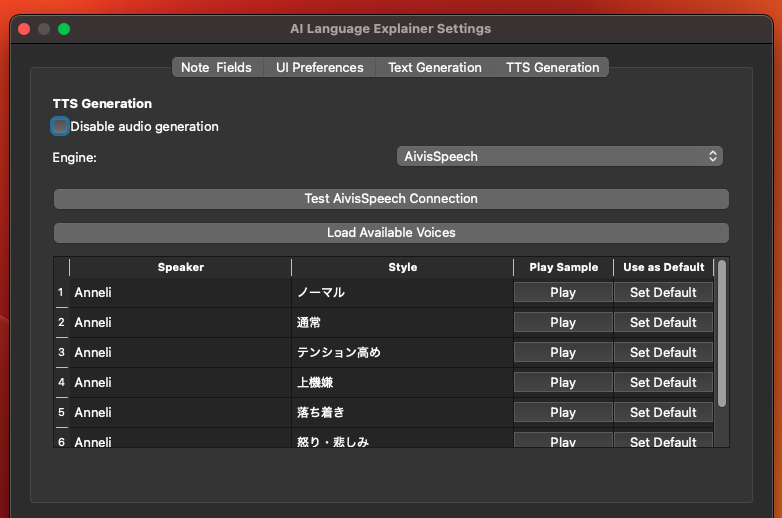 AI Language Explainer Settings
Note Fields UI Preferences Text Generation TTS Generation
TTS Generation
Disable audio generation
Engine: AivisSpeech
Test AivisSpeech Connection
Load Available Voices
Speaker Style Play Sample Use as Default
1 Anneli ノーマル Play Set Default
2 Anneli 通常 Play Set Default
3 Anneli テンション高め Play Set Default
4 Anneli 上機嫌 Play Set Default
5 Anneli 落ち着き Play Set Default
6 Anneli 怒り・悲しみ Play Set Default